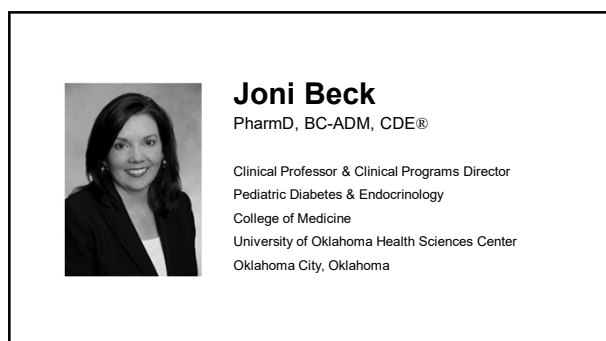 Joni Beck
PharmD, BC-ADM, CDE®
Clinical Professor & Clinical Programs Director
Pediatric Diabetes & Endocrinology
College of Medicine
University of Oklahoma Health Sciences Center
Oklahoma City, Oklahoma